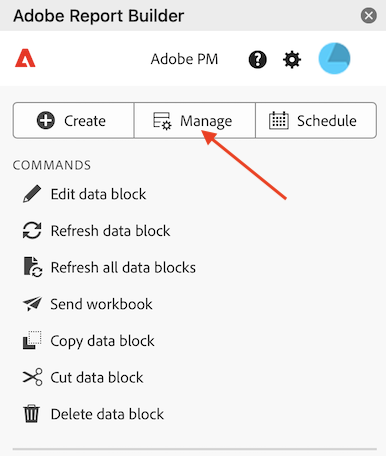 Adobe Report Builder
Adobe PM
Create Manage Schedule
COMMANDS
Edit data block
Refresh data block
Refresh all data blocks
Send workbook
Copy data block
Cut data block
Delete data block